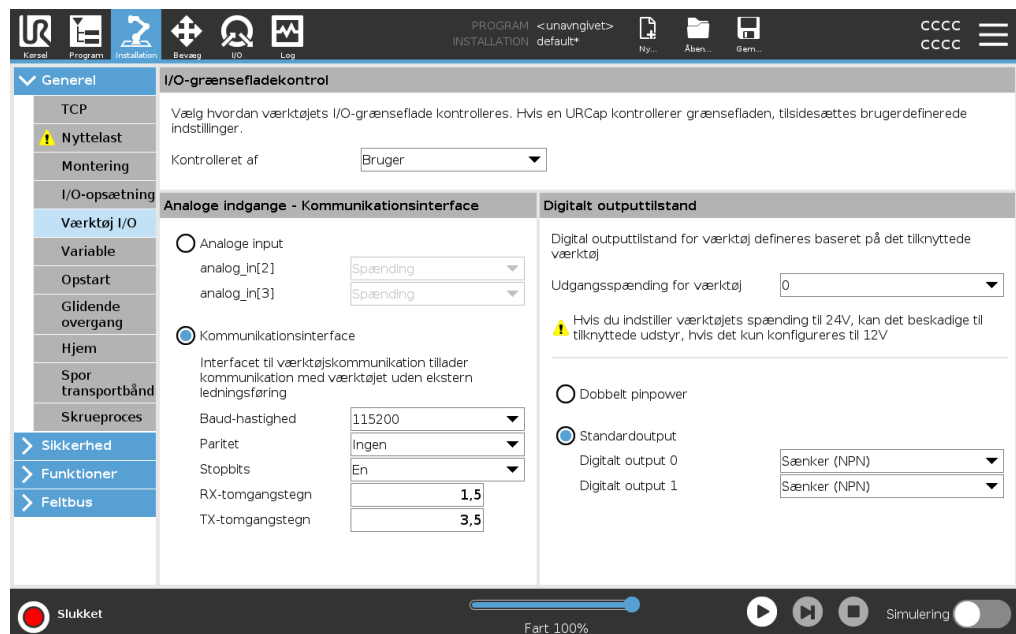 UR
Kørsel
Program
Installation
Bevæg
I/O
Log
PROGRAM <unavngivet>
INSTALLATION default*
Ny...
Åben...
Gem...
CCCC
CCCC
Generel
TCP
Nyttelast
Montering
I/O-opsætning
Værktøj I/O
Variable
Opstart
Glidende
overgang
Hjem
Spor
transportbånd
Skrueproces
Sikkerhed
Funktioner
Feltbus
I/O-grænsefladekontrol
Vælg hvordan værktøjets I/O-grænseflade kontrolleres. Hvis en URCap kontrollerer grænsefladen, tilsidesættes brugerdefinerede
indstillinger.
Kontrolleret af Bruger
Analoge indgange - Kommunikationsinterface
Analoge input
analog_in[2] Spænding
analog_in[3] Spænding
Kommunikationsinterface
Interfacet til værktøjskommunikation tillader
kommunikation med værktøjet uden ekstern
ledningsføring
Baud-hastighed 115200
Paritet Ingen
Stopbits En
RX-tomgangstegn 1,5
TX-tomgangstegn 3,5
Digitalt outputtilstand
Digital outputtilstand for værktøj defineres baseret på det tilknyttede
værktøj
Udgangsspænding for værktøj 0
Hvis du indstiller værktøjets spænding til 24V, kan det beskadige til
tilknyttede udstyr, hvis det kun konfigureres til 12V
Dobbelt pinpower
Standardoutput
Digitalt output 0 Sænker (NPN)
Digitalt output 1 Sænker (NPN)
Slukket
Fart 100%
Simulering